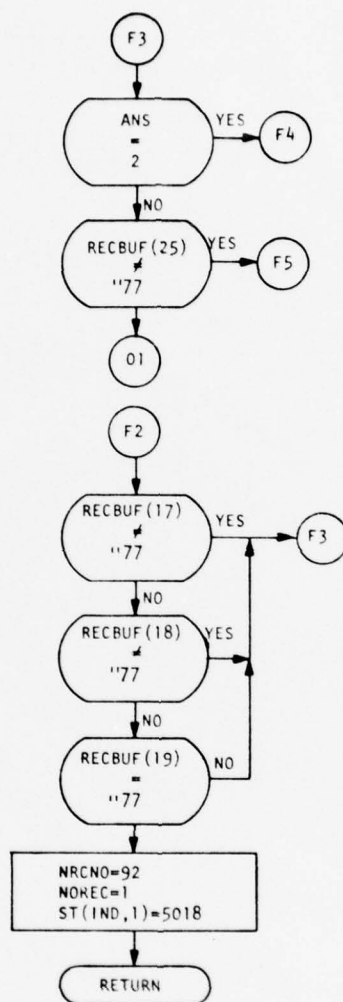 F3
ANS
=
2
YES
F4
NO
RECBUF(25)
≠
"77
YES
F5
01
F2
RECBUF(17)
≠
"77
YES
F3
NO
RECBUF(18)
≠
"77
YES
NO
RECBUF(19)
=
"77
NO
NRCNO=92
NOREC=1
ST(IND,1)=5018
RETURN